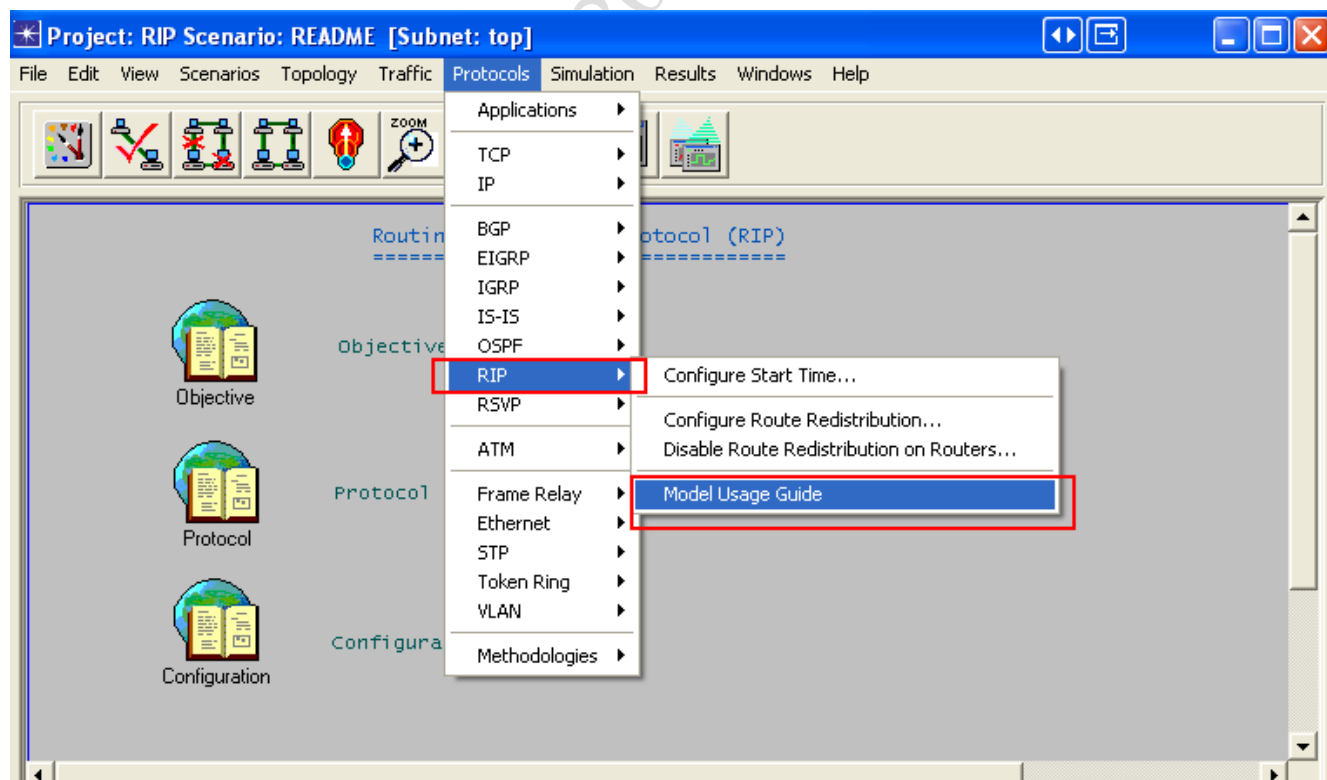 Project: RIP Scenario: README [Subnet: top]
File Edit View Scenarios Topology Traffic Protocols Simulation Results Windows Help
ZOOM
Applications
TCP
IP
BGP
EIGRP
IGRP
IS-IS
OSPF
RIP
RSVP
ATM
Frame Relay
Ethernet
STP
Token Ring
VLAN
Methodologies
Configure Start Time...
Configure Route Redistribution...
Disable Route Redistribution on Routers...
Model Usage Guide
Routin otocol (RIP)
Objective
Objective
Protocol
Protocol
Configura
Configuration